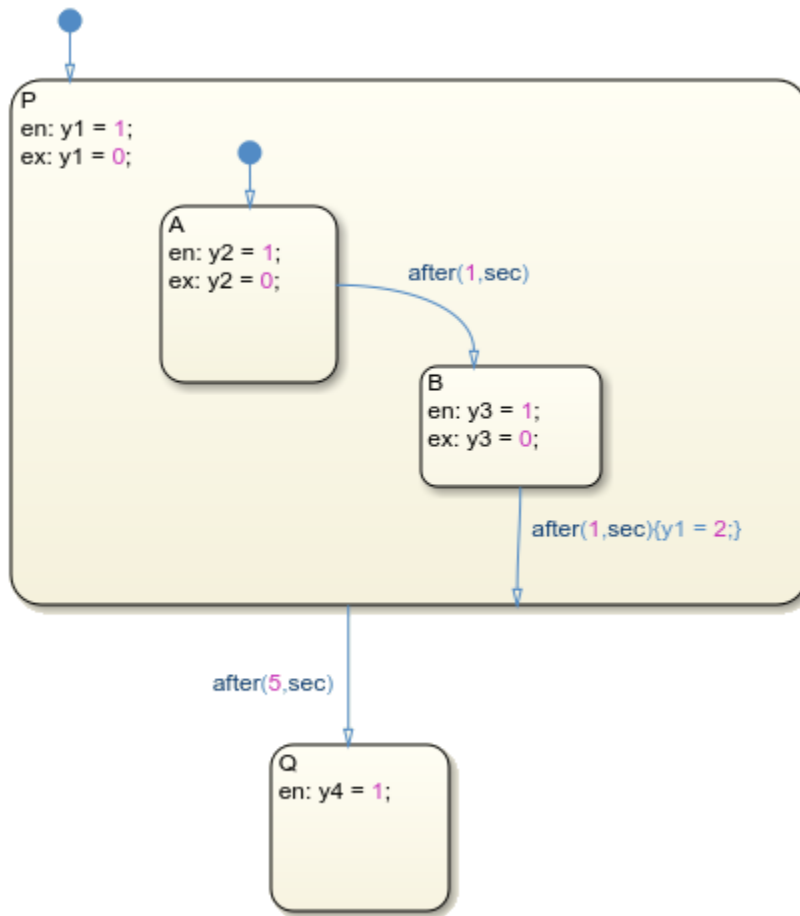 P
en: y1 = 1;
ex: y1 = 0;
A
en: y2 = 1;
ex: y2 = 0;
after(1,sec)
B
en: y3 = 1;
ex: y3 = 0;
after(1,sec){y1 = 2;}
after(5,sec)
Q
en: y4 = 1;